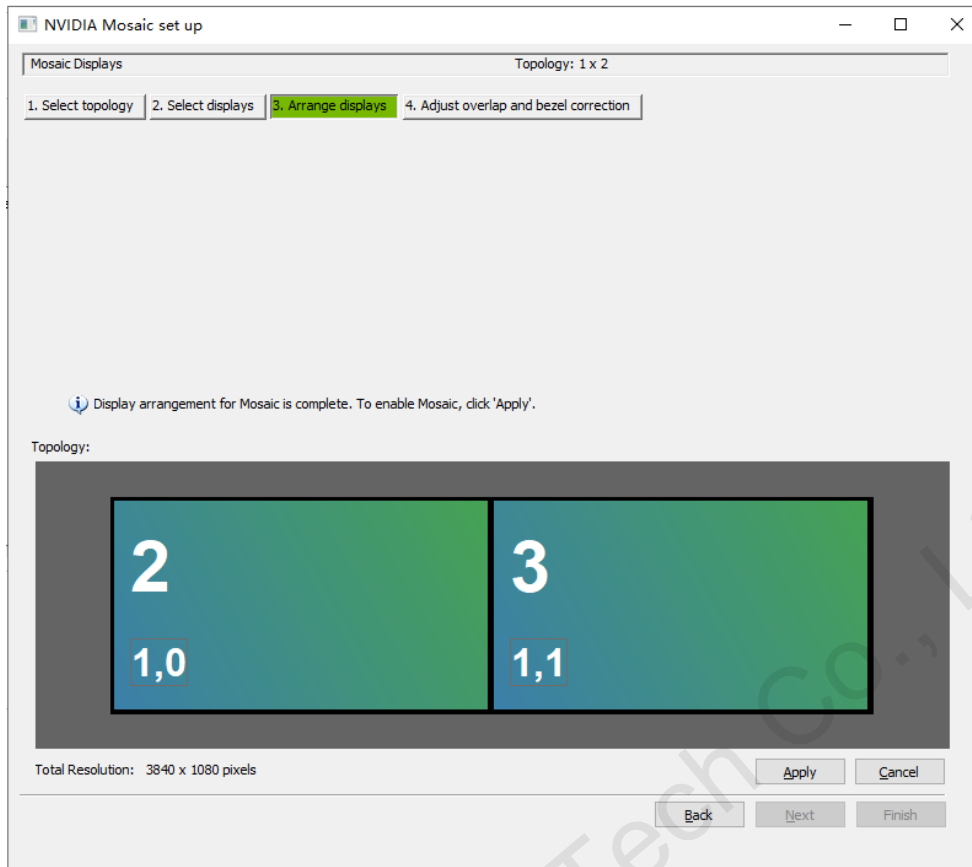 NVIDIA Mosaic set up
Mosaic Displays Topology: 1 x 2
1. Select topology 2. Select displays 3. Arrange displays 4. Adjust overlap and bezel correction
Display arrangement for Mosaic is complete. To enable Mosaic, click 'Apply'.
Topology:
2 3
1,0 1,1
Total Resolution: 3840 x 1080 pixels Apply Cancel
Back Next Finish
Tech Co.,